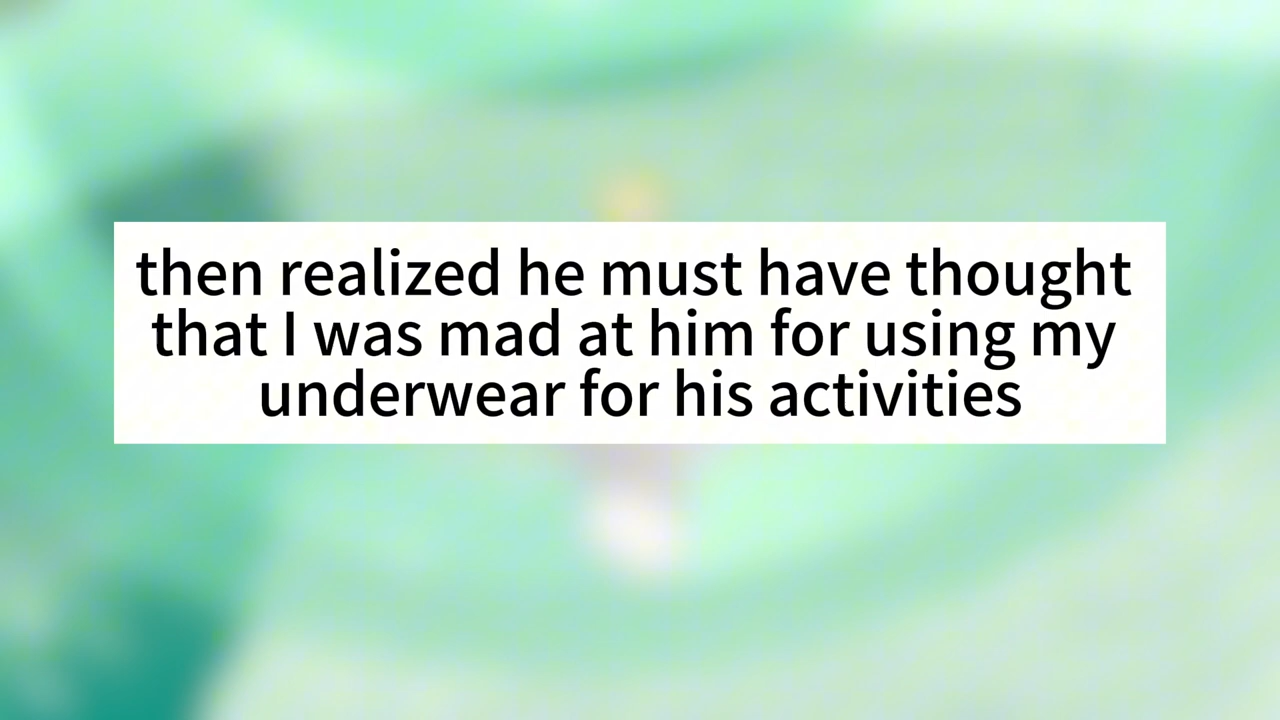 then realized he must have thought
that I was mad at him for using my
underwear for his activities